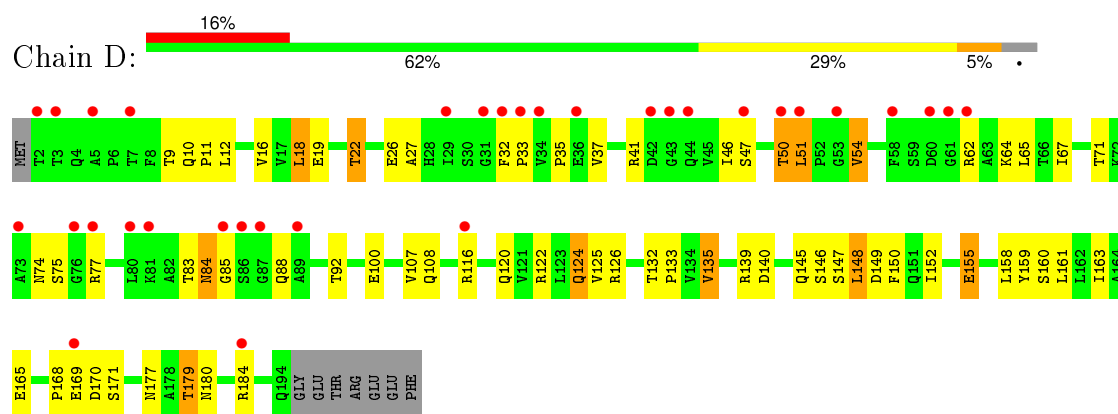 16%
Chain D:
62% 29% 5% •
MET T2 T3 Q4 A5 P6 T7 F8 T9 Q10 P11 L12 V16 V17 L18 E19 T22 E26 A27 H28 I29 S30 G31 F32 P33 V34 P35 E36 V37 R41 D42 G43 Q44 V45 I46 S47 T50 L51 P52 G53 V54 F58 S59 D60 G61 R62 A63 K64 L65 T66 I67 T71 K72
A73 N74 S75 G76 R77 L80 K81 A82 T83 N84 G85 S86 G87 Q88 A89 T92 E100 V107 Q108 R116 Q120 V121 R122 L123 Q124 V125 R126 T132 P133 V134 V135 R139 D140 Q145 S146 S147 L148 D149 F150 Q151 I152 E155 L158 Y159 S160 L161 L162 I163 A164
E165 P168 E169 D170 S171 N177 A178 T179 N180 R184 Q194 GLY GLU THR ARG GLU GLU PHE